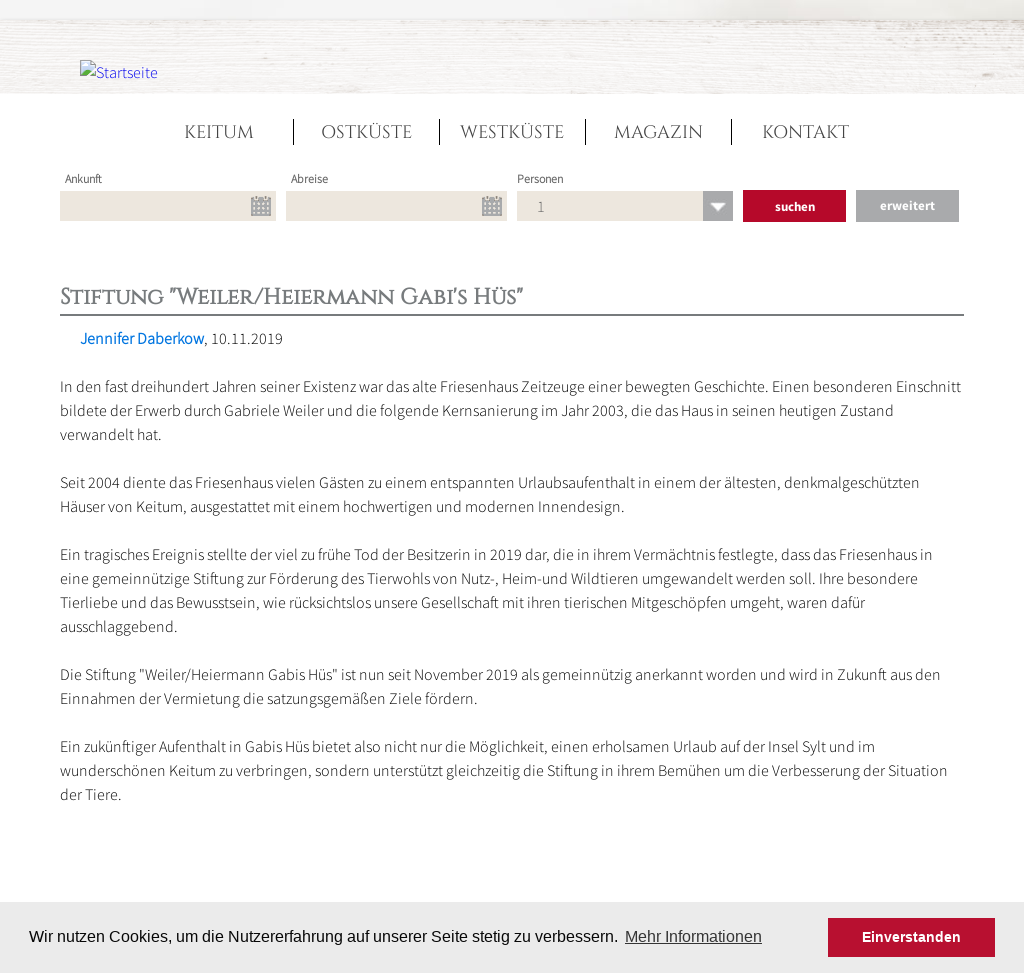 Startseite
KEITUM
OSTKÜSTE
WESTKÜSTE
MAGAZIN
KONTAKT
Ankunft
Abreise
Personen
1
suchen
erweitert
Stiftung "Weiler/Heiermann Gabi's Hüs"
Jennifer Daberkow, 10.11.2019
In den fast dreihundert Jahren seiner Existenz war das alte Friesenhaus Zeitzeuge einer bewegten Geschichte. Einen besonderen Einschnitt
bildete der Erwerb durch Gabriele Weiler und die folgende Kernsanierung im Jahr 2003, die das Haus in seinen heutigen Zustand
verwandelt hat.
Seit 2004 diente das Friesenhaus vielen Gästen zu einem entspannten Urlaubsaufenthalt in einem der ältesten, denkmalgeschützten
Häuser von Keitum, ausgestattet mit einem hochwertigen und modernen Innendesign.
Ein tragisches Ereignis stellte der viel zu frühe Tod der Besitzerin in 2019 dar, die in ihrem Vermächtnis festlegte, dass das Friesenhaus in
eine gemeinnützige Stiftung zur Förderung des Tierwohls von Nutz-, Heim-und Wildtieren umgewandelt werden soll. Ihre besondere
Tierliebe und das Bewusstsein, wie rücksichtslos unsere Gesellschaft mit ihren tierischen Mitgeschöpfen umgeht, waren dafür
ausschlaggebend.
Die Stiftung "Weiler/Heiermann Gabis Hüs" ist nun seit November 2019 als gemeinnützig anerkannt worden und wird in Zukunft aus den
Einnahmen der Vermietung die satzungsgemäßen Ziele fördern.
Ein zukünftiger Aufenthalt in Gabis Hüs bietet also nicht nur die Möglichkeit, einen erholsamen Urlaub auf der Insel Sylt und im
wunderschönen Keitum zu verbringen, sondern unterstützt gleichzeitig die Stiftung in ihrem Bemühen um die Verbesserung der Situation
der Tiere.
Wir nutzen Cookies, um die Nutzererfahrung auf unserer Seite stetig zu verbessern. Mehr Informationen
Einverstanden